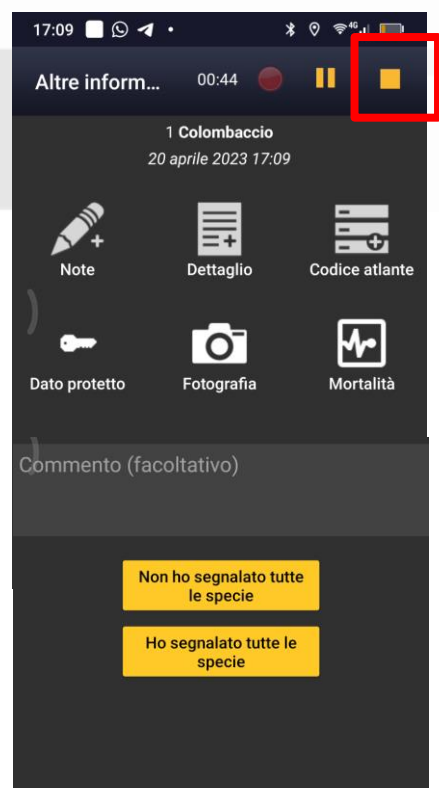 17:09
4G
Altre inform... 00:44
1 Colombaccio
20 aprile 2023 17:09
Note Dettaglio Codice atlante
Dato protetto Fotografia Mortalità
Commento (facoltativo)
Non ho segnalato tutte
le specie
Ho segnalato tutte le
specie